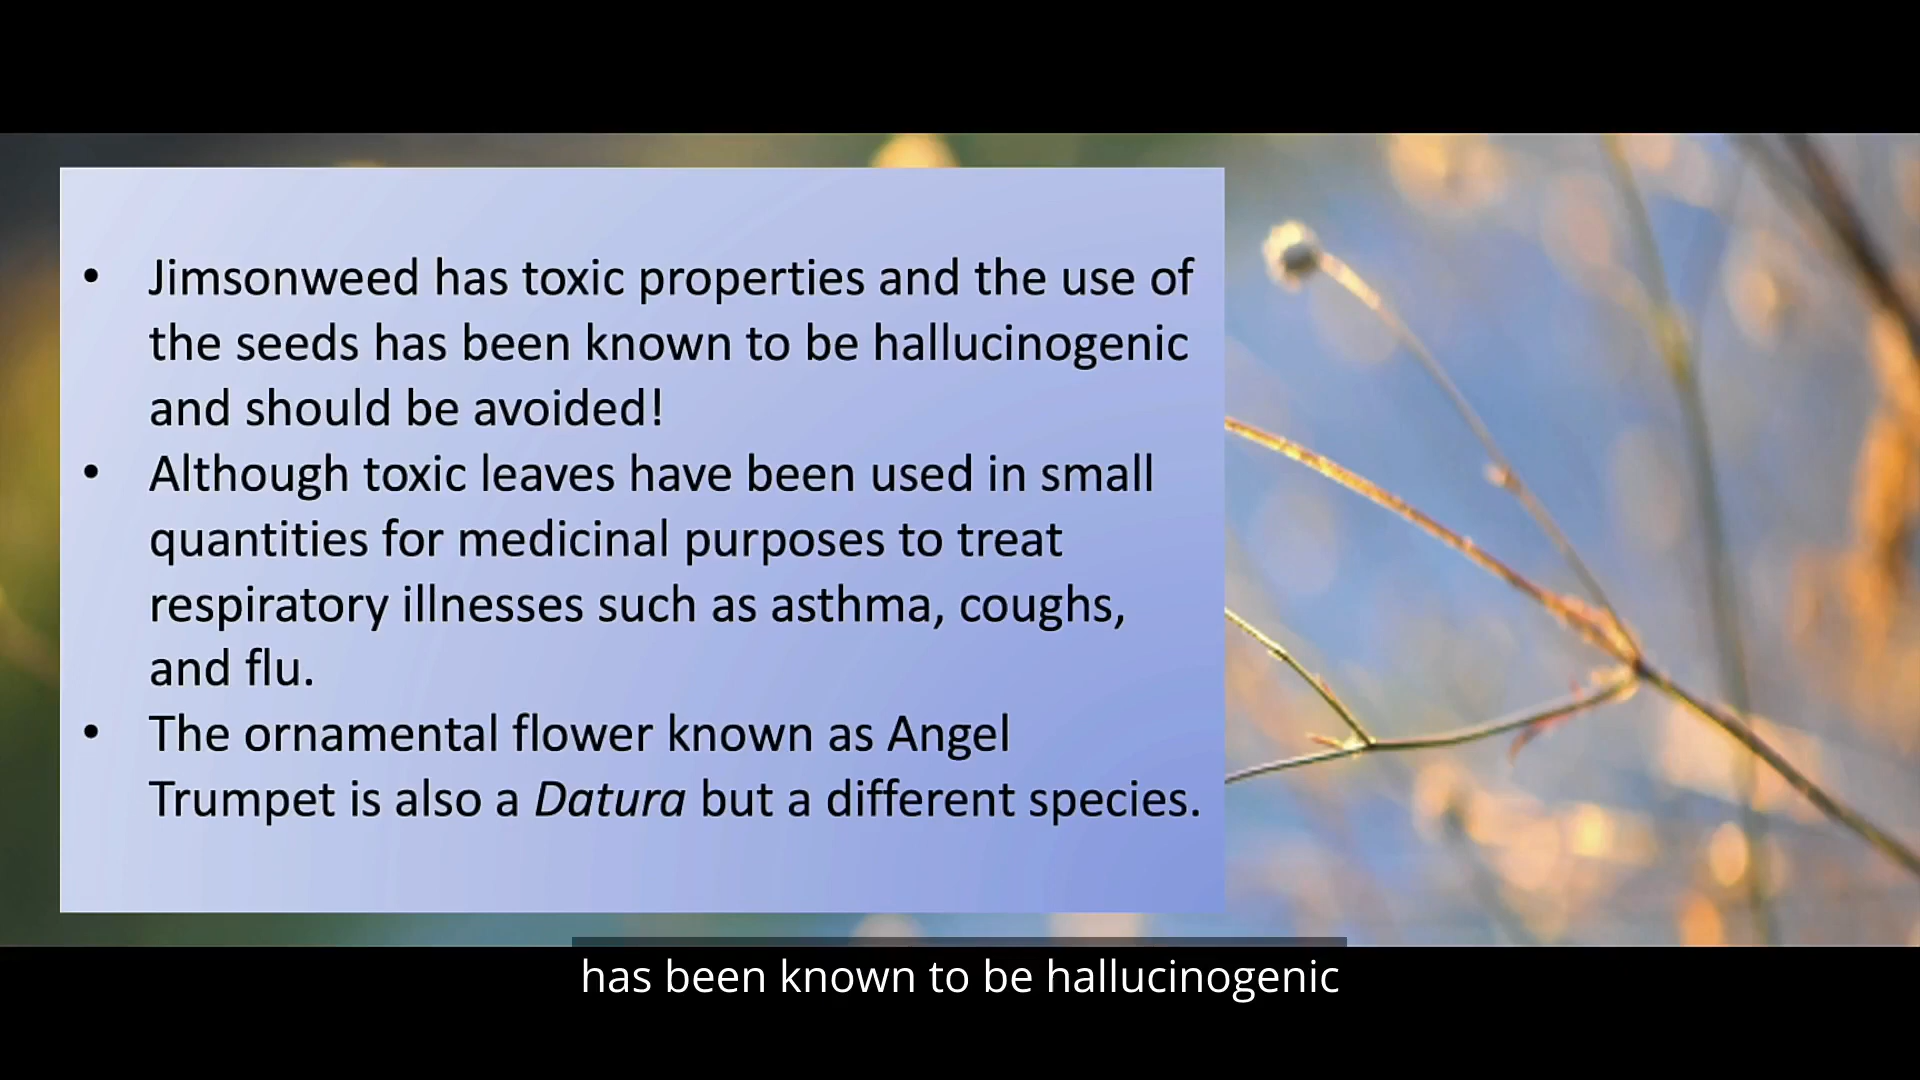 • Jimsonweed has toxic properties and the use of
the seeds has been known to be hallucinogenic
and should be avoided!
• Although toxic leaves have been used in small
quantities for medicinal purposes to treat
respiratory illnesses such as asthma, coughs,
and flu.
• The ornamental flower known as Angel
Trumpet is also a Datura but a different species.
has been known to be hallucinogenic